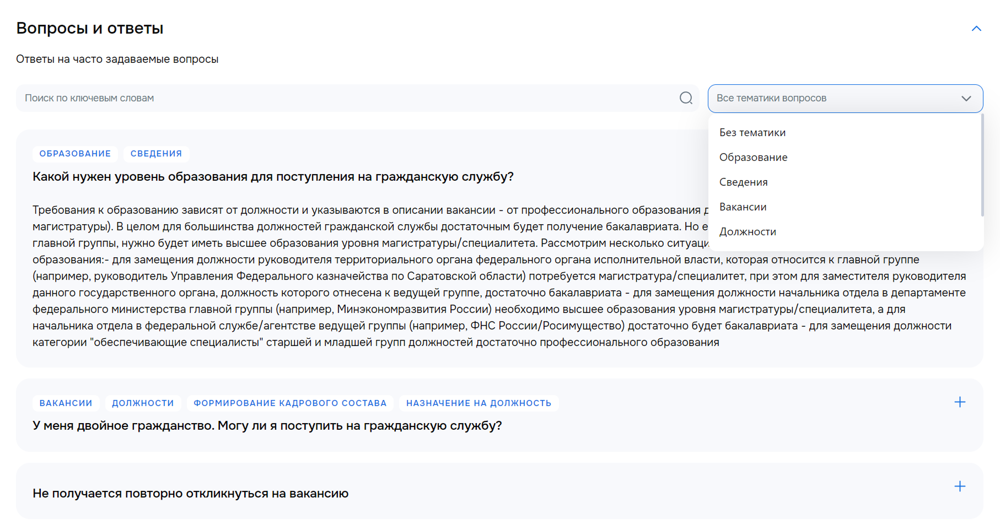 Вопросы и ответы
Ответы на часто задаваемые вопросы
Поиск по ключевым словам
Все тематики вопросов
Без тематики
Образование
Сведения
Вакансии
Должности
ОБРАЗОВАНИЕ СВЕДЕНИЯ
Какой нужен уровень образования для поступления на гражданскую службу?
Требования к образованию зависят от должности и указываются в описании вакансии - от профессионального образования
магистратуры). В целом для большинства должностей гражданской службы достаточным будет получение бакалавриата. Но
главной группы, нужно будет иметь высшее образования уровня магистратуры/специалитета. Рассмотрим несколько
образования:- для замещения должности руководителя территориального органа федерального органа исполнительной власти, которая относится к главной группе
(например, руководитель Управления Федерального казначейства по Саратовской области) потребуется магистратура/специалитет, при этом для заместителя руководителя
данного государственного органа, должность которого отнесена к ведущей группе, достаточно бакалавриата - для замещения должности начальника отдела в департаменте
федерального министерства главной группы (например, Минэкономразвития России) необходимо высшее образования уровня магистратуры/специалитета, а для
начальника отдела в федеральной службе/агентстве ведущей группы (например, ФНС России/Росимущество) достаточно будет бакалавриата - для замещения должности
категории "обеспечивающие специалисты" старшей и младшей групп должностей достаточно профессионального образования
ВАКАНСИИ ДОЛЖНОСТИ ФОРМИРОВАНИЕ КАДРОВОГО СОСТАВА НАЗНАЧЕНИЕ НА ДОЛЖНОСТЬ
У меня двойное гражданство. Могу ли я поступить на гражданскую службу?
Не получается повторно откликнуться на вакансию